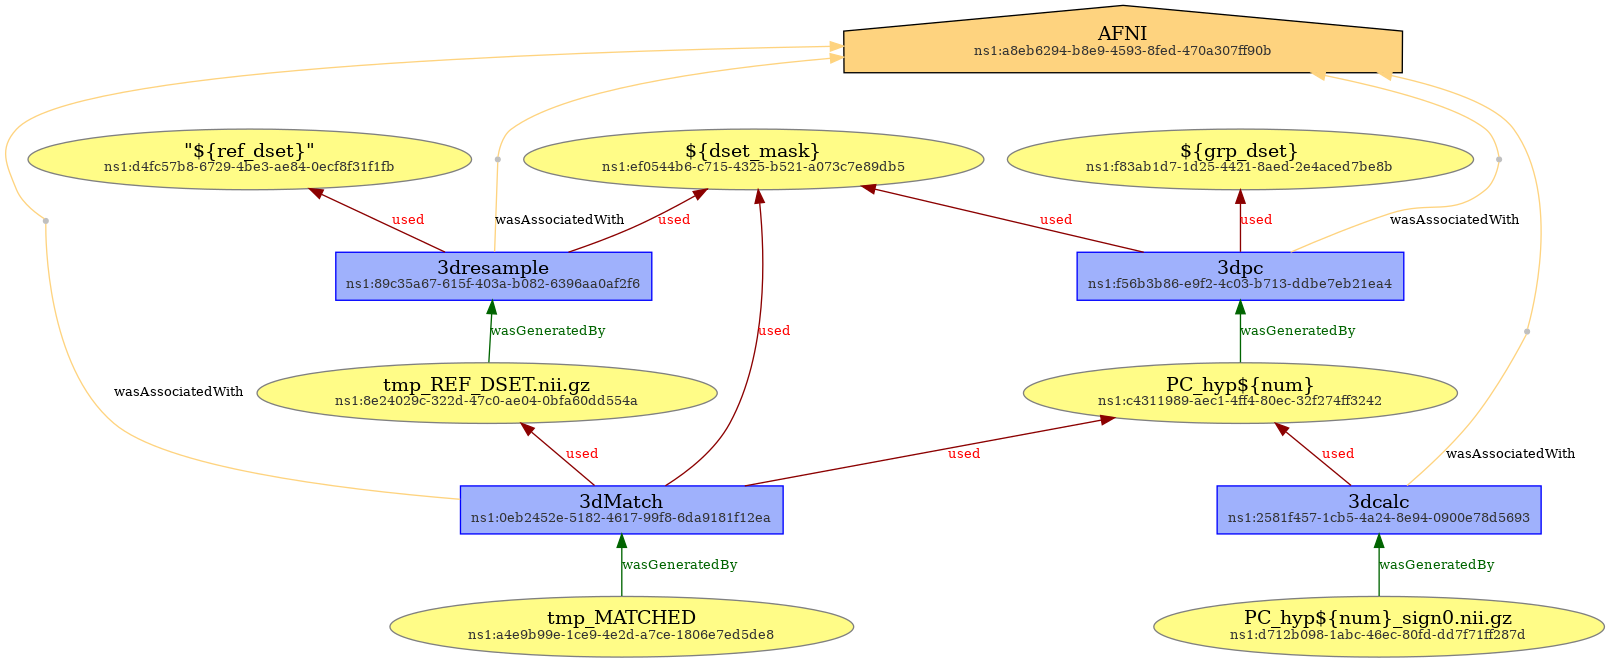 AFNI
ns1:a8eb6294-b8e9-4593-8fed-470a307ff90b
"${ref_dset}"
ns1:d4fc57b8-6729-4be3-ae84-0ecf8f31f1fb
${dset_mask}
ns1:ef0544b6-c715-4325-b521-a073c7e89db5
${grp_dset}
ns1:f83ab1d7-1d25-4421-8aed-2e4aced7be8b
used
wasAssociatedWith
used
used
used
wasAssociatedWith
3dresample
ns1:89c35a67-615f-403a-b082-6396aa0af2f6
3dpc
ns1:f56b3b86-e9f2-4c03-b713-ddbe7eb21ea4
wasGeneratedBy
used
wasGeneratedBy
tmp_REF_DSET.nii.gz
ns1:8e24029c-322d-47c0-ae04-0bfa60dd554a
PC_hyp${num}
ns1:c4311989-aec1-4ff4-80ec-32f274ff3242
wasAssociatedWith
used
used
used
wasAssociatedWith
3dMatch
ns1:0eb2452e-5182-4617-99f8-6da9181f12ea
3dcalc
ns1:2581f457-1cb5-4a24-8e94-0900e78d5693
wasGeneratedBy
wasGeneratedBy
tmp_MATCHED
ns1:a4e9b99e-1ce9-4e2d-a7ce-1806e7ed5de8
PC_hyp${num}_sign0.nii.gz
ns1:d712b098-1abc-46ec-80fd-dd7f71ff287d